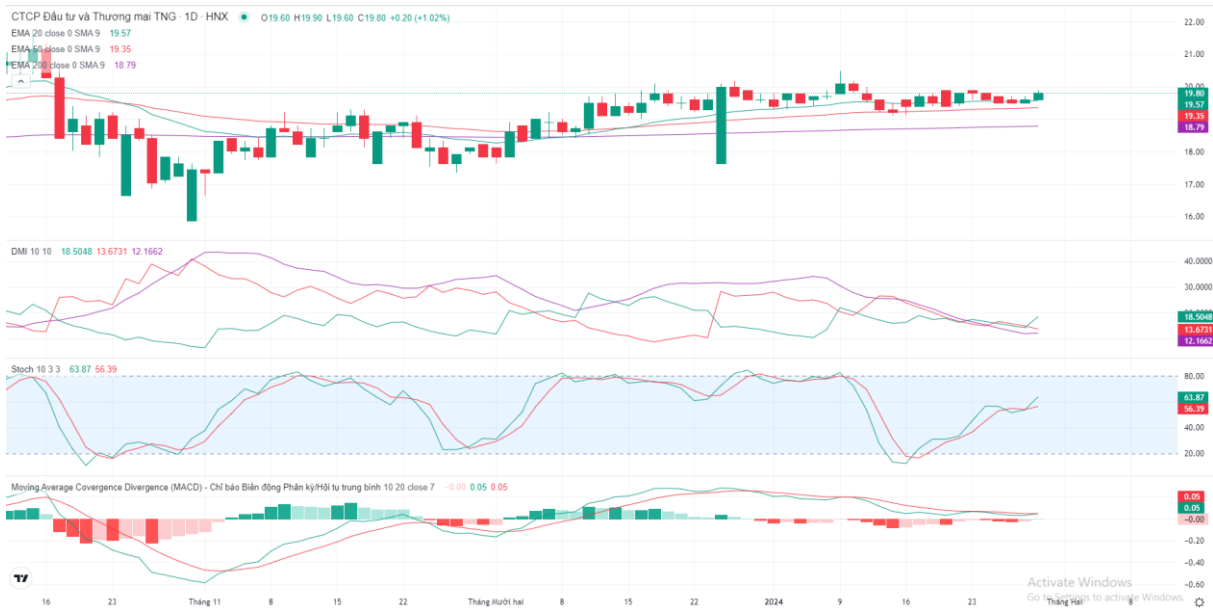 CTCP Đầu tư và Thương mại TNG · 1D · HNX O19.60 H19.90 L19.60 C19.80 +0.20 (+1.02%)
EMA 20 close 0 SMA 9 19.57
EMA 50 close 0 SMA 9 19.35
EMA 200 close 0 SMA 9 18.79
22.00
21.00
20.00
19.80
19.57
19.35
18.79
18.00
17.00
16.00
DMI 10 10 18.5048 13.6731 12.1662
40.0000
30.0000
18.5048
13.6731
12.1662
Stoch 10 3 3 63.87 56.39
80.00
63.87
56.39
40.00
20.00
Moving Average Covergence Divergence (MACD) - Chỉ báo Biến động Phân kỳ/Hội tụ trung bình 10 20 close 7 −0.00 0.05 0.05
0.05
0.05
−0.00
−0.20
−0.40
−0.60
Activate Windows
Go to Settings to activate Windows.
16 23 Tháng 11 8 15 22 Tháng Mười hai 8 15 22 2024 9 16 23 Tháng Hai 8